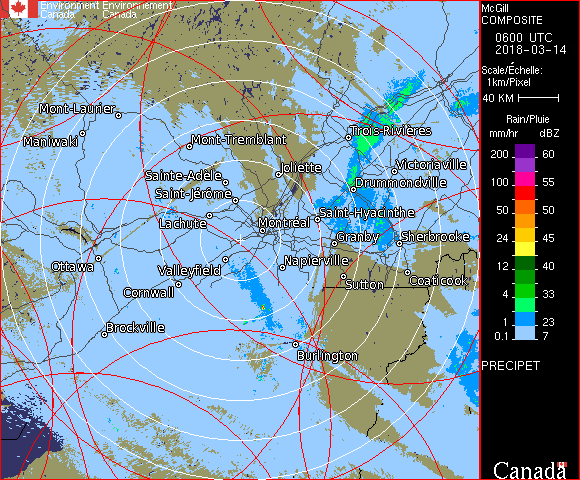 Environment Environnement
Canada Canada
McGill
COMPOSITE
0600 UTC
2018-03-14
Scale/Échelle:
1km/Pixel
40 KM
Rain/Pluie
mm/hr dBZ
200 60
100 55
50 50
24 45
12 40
4 33
1 23
0.1 7
PRECIPET
Canada
Mont-Laurier
Maniwaki
Mont-Tremblant
Trois-Rivières
Joliette
Victoriaville
Sainte-Adèle
Drummondville
Saint-Jérôme
Lachute
Saint-Hyacinthe
Montréal
Granby
Sherbrooke
Ottawa
Valleyfield
Napierville
Sutton
Coaticook
Cornwall
Brockville
Burlington